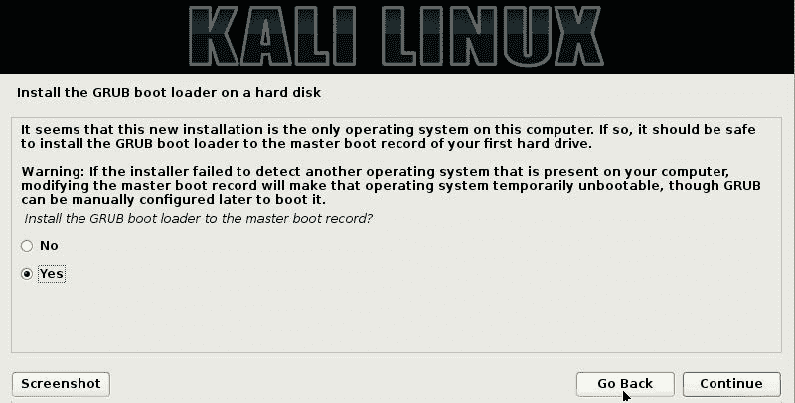 KALI LINUX
Install the GRUB boot loader on a hard disk
It seems that this new installation is the only operating system on this computer. If so, it should be safe
to install the GRUB boot loader to the master boot record of your first hard drive.
Warning: If the installer failed to detect another operating system that is present on your computer,
modifying the master boot record will make that operating system temporarily unbootable, though GRUB
can be manually configured later to boot it.
Install the GRUB boot loader to the master boot record?
No
Yes
Screenshot Go Back Continue